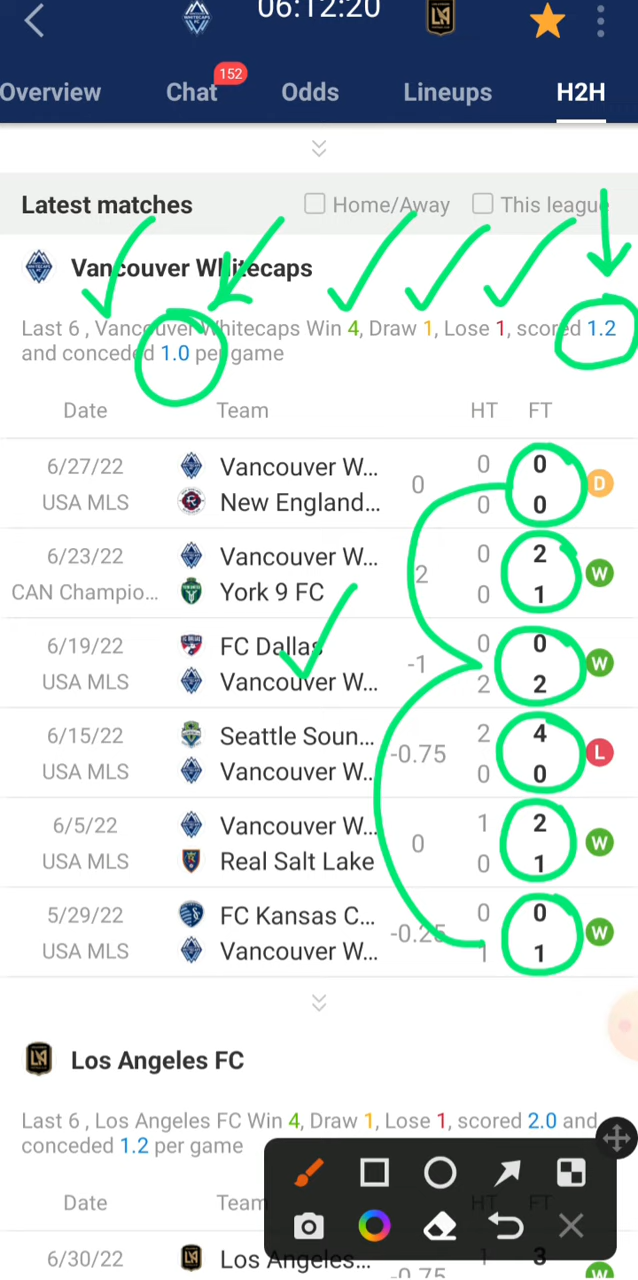 06:12:20
152
Overview Chat Odds Lineups H2H
Latest matches Home/Away This league
Vancouver Whitecaps
Last 6 , Vancouver Whitecaps Win 4, Draw 1, Lose 1, scored 1.2
and conceded 1.0 per game
Date Team HT FT
6/27/22 Vancouver W... 0 0
USA MLS New England... 0 0 0 D
6/23/22 Vancouver W... 0 2
CAN Champio... York 9 FC 2 0 1 W
6/19/22 FC Dallas 0 0
USA MLS Vancouver W... -1 2 2 W
6/15/22 Seattle Soun... 2 4
USA MLS Vancouver W.. -0.75 0 0 L
6/5/22 Vancouver W... 1 2
USA MLS Real Salt Lake 0 0 1 W
5/29/22 FC Kansas C... 0 0
USA MLS Vancouver W... -0.25 1 1 W
Los Angeles FC
Last 6 , Los Angeles FC Win 4, Draw 1, Lose 1, scored 2.0 and
conceded 1.2 per game
Date Team HT FT
6/30/22 Los Angeles... -0.75 1 3 W